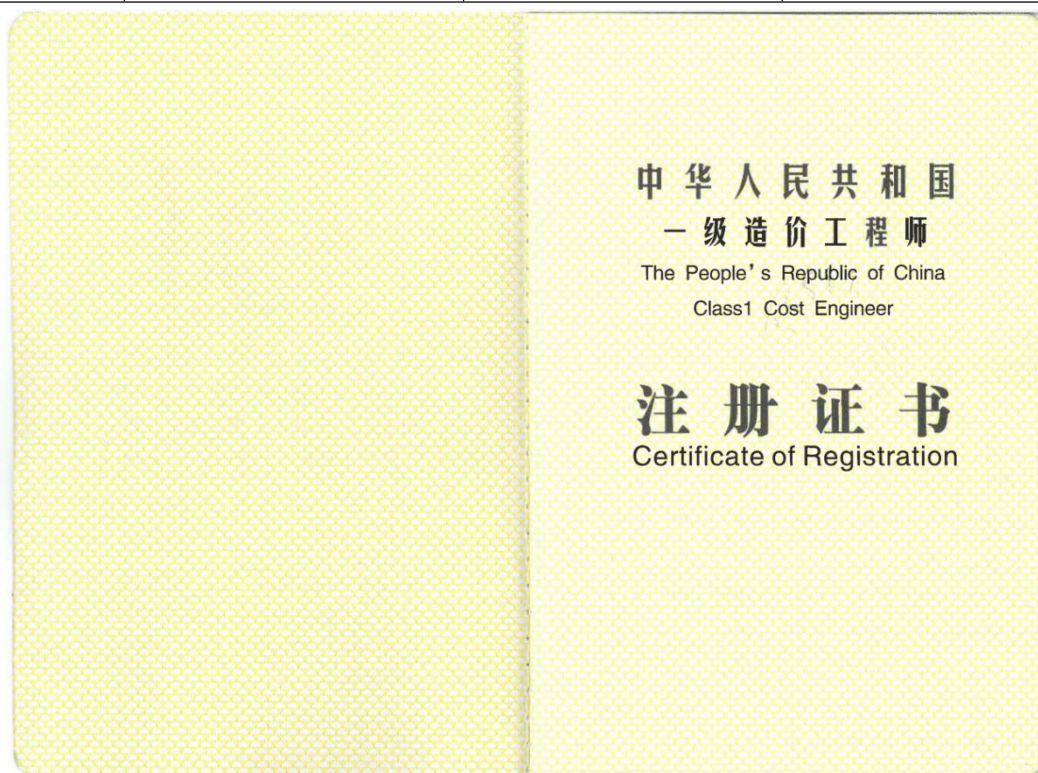 中华人民共和国
一级造价工程师
The People's Republic of China
Class1 Cost Engineer
注册证书
Certificate of Registration